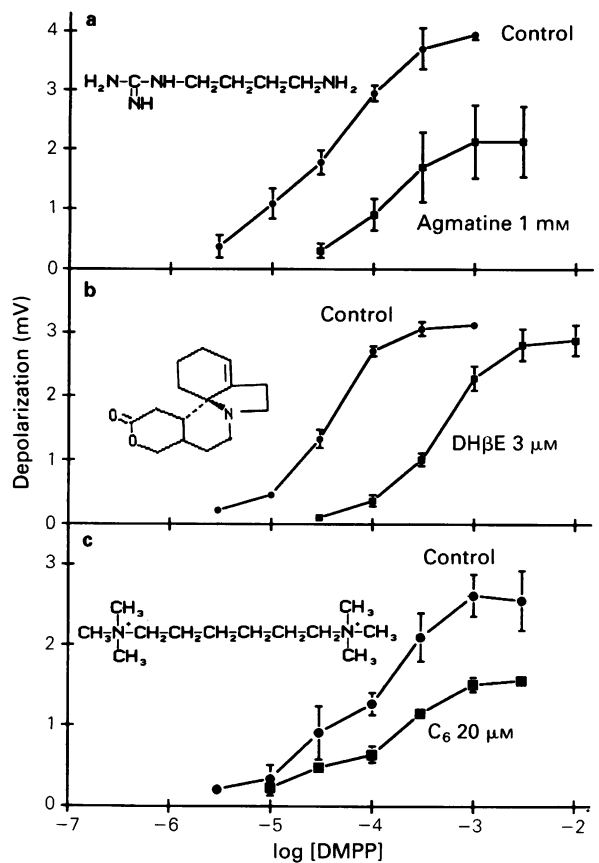 a
4
3
2
1
0
Control
H₂N–C–NH–CH₂CH₂CH₂CH₂NH₂
NH
Agmatine 1 mM
b
3
2
1
0
Control
N
O
O
DHβE 3 μM
Depolarization (mV)
c
3
2
1
0
Control
CH₃
CH₃
CH₃N⁺–CH₂CH₂CH₂CH₂CH₂CH₂N⁺–CH₃
CH₃
CH₃
C₆ 20 μM
−7
−6
−5
−4
−3
−2
log [DMPP]